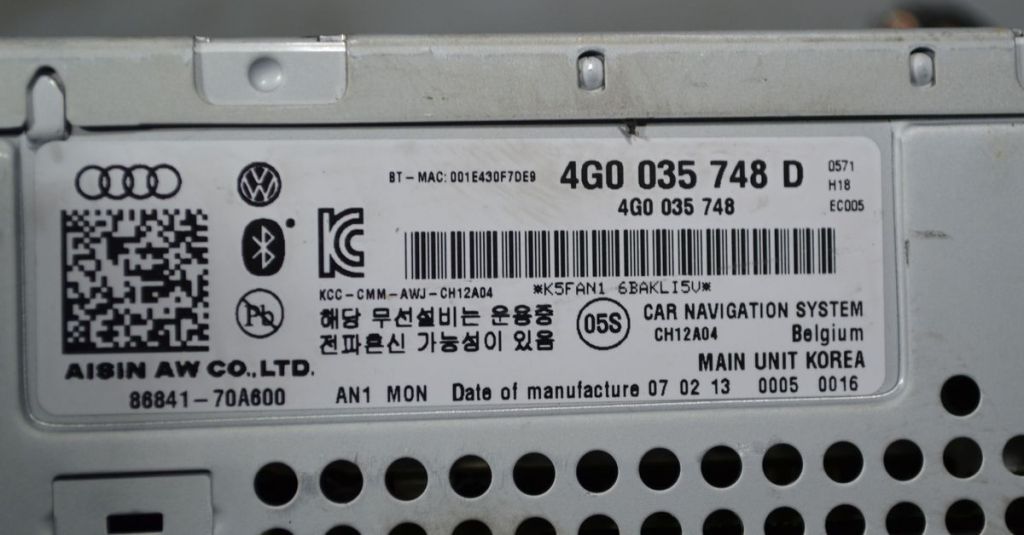 BT-MAC: 001E430F7DE9
4G0 035 748 D
0571
4G0 035 748
H18
EC005
KCC-CMM-AWJ-CH12A04
*K5FAN1 6BAKLI5V*
해당 무선설비는 운용중
전파혼신 가능성이 있음
05S
CAR NAVIGATION SYSTEM
CH12A04 Belgium
MAIN UNIT KOREA
AISIN AW CO.,LTD.
86841-70A600
AN1 MON Date of manufacture 07 02 13 0005 0016
Pb